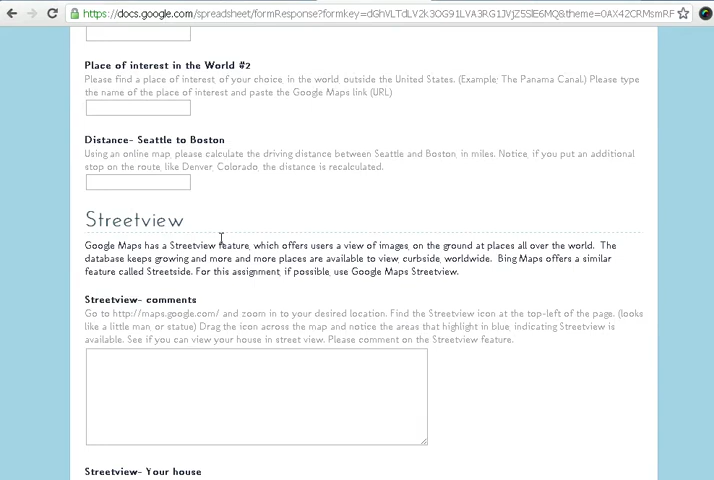 https://docs.google.com/spreadsheet/formResponse?formkey=dGhVLTdLV2k3OG91LVA3RG1JVjZ5SlE6MQ&theme=0AX42CRMsmRF
Place of interest in the World #2
Please find a place of interest, of your choice, in the world, outside the United States. (Example; The Panama Canal.) Please type
the name of the place of interest and paste the Google Maps link (URL)
Distance- Seattle to Boston
Using an online map, please calculate the driving distance between Seattle and Boston, in miles. Notice, if you put an additional
stop on the route, like Denver, Colorado, the distance is recalculated.
Streetview
Google Maps has a Streetview feature, which offers users a view of images, on the ground at places all over the world. The
database keeps growing and more and more places are available to view, curbside, worldwide. Bing Maps offers a similar
feature called Streetside. For this assignment, if possible, use Google Maps Streetview.
Streetview- comments
Go to http://maps.google.com/ and zoom in to your desired location. Find the Streetview icon at the top-left of the page. (looks
like a little man, or statue) Drag the icon across the map and notice the areas that highlight in blue, indicating Streetview is
available. See if you can view your house in street view. Please comment on the Streetview feature.
Streetview- Your house